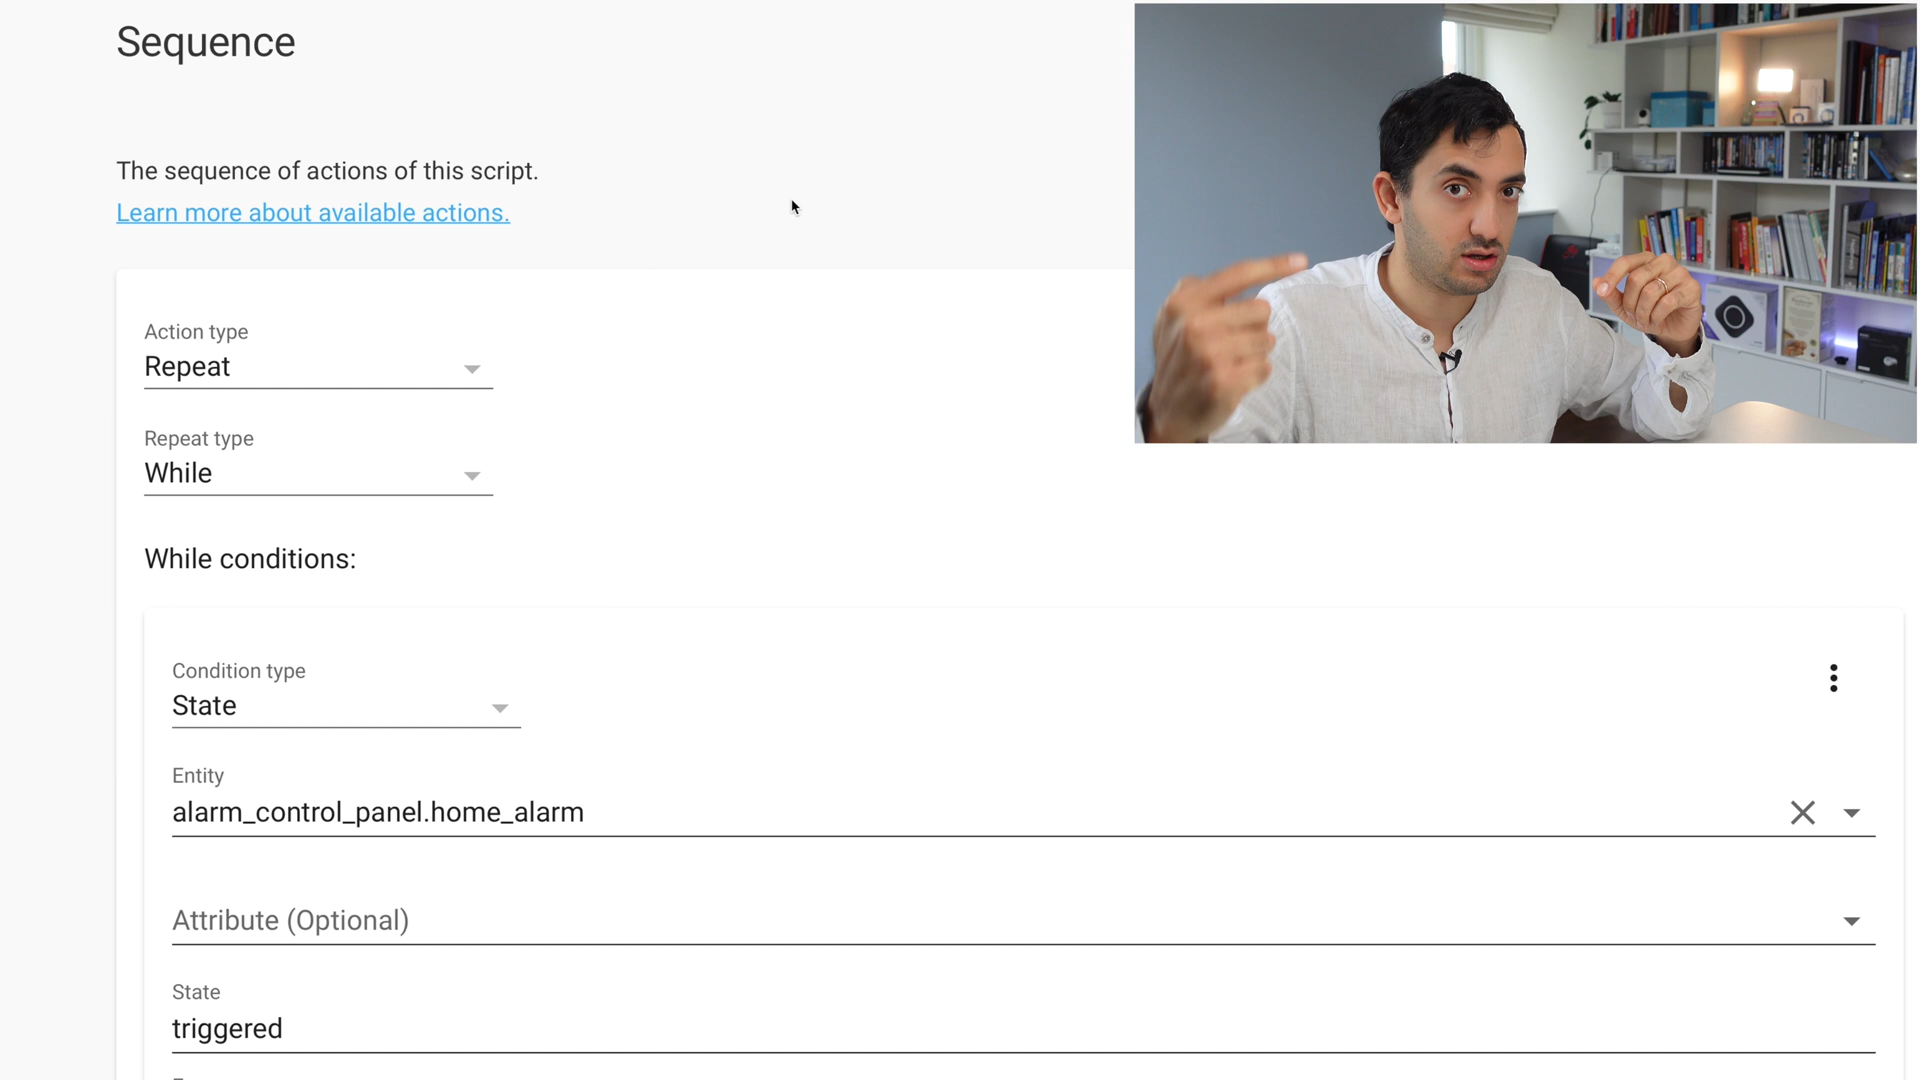 Sequence
The sequence of actions of this script.
Learn more about available actions.
Action type
Repeat
Repeat type
While
While conditions:
Condition type
State
Entity
alarm_control_panel.home_alarm
Attribute (Optional)
State
triggered